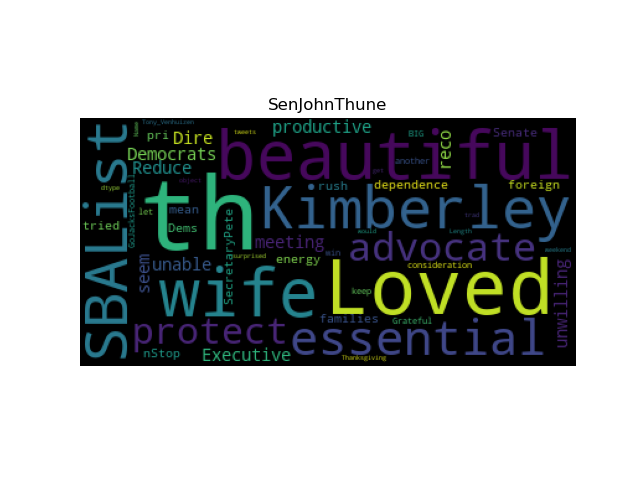 SenJohnThune
SBAList
Name
Tony_Venhuizen
pri
Dire
tweets
productive
BIG
reco
Senate
Democrats
Reduce
beautiful
another
get
dtype
th
object
rush
dependence
foreign
let
mean
Kimberley
tried
Dems
GoJacksFootball
SecretaryPete
meeting
would
Length
advocate
weekend
seem
unable
surprised
energy
win
consideration
unwilling
wife
keep
Loved
protect
families
Grateful
essential
nStop
Executive
Thanksgiving